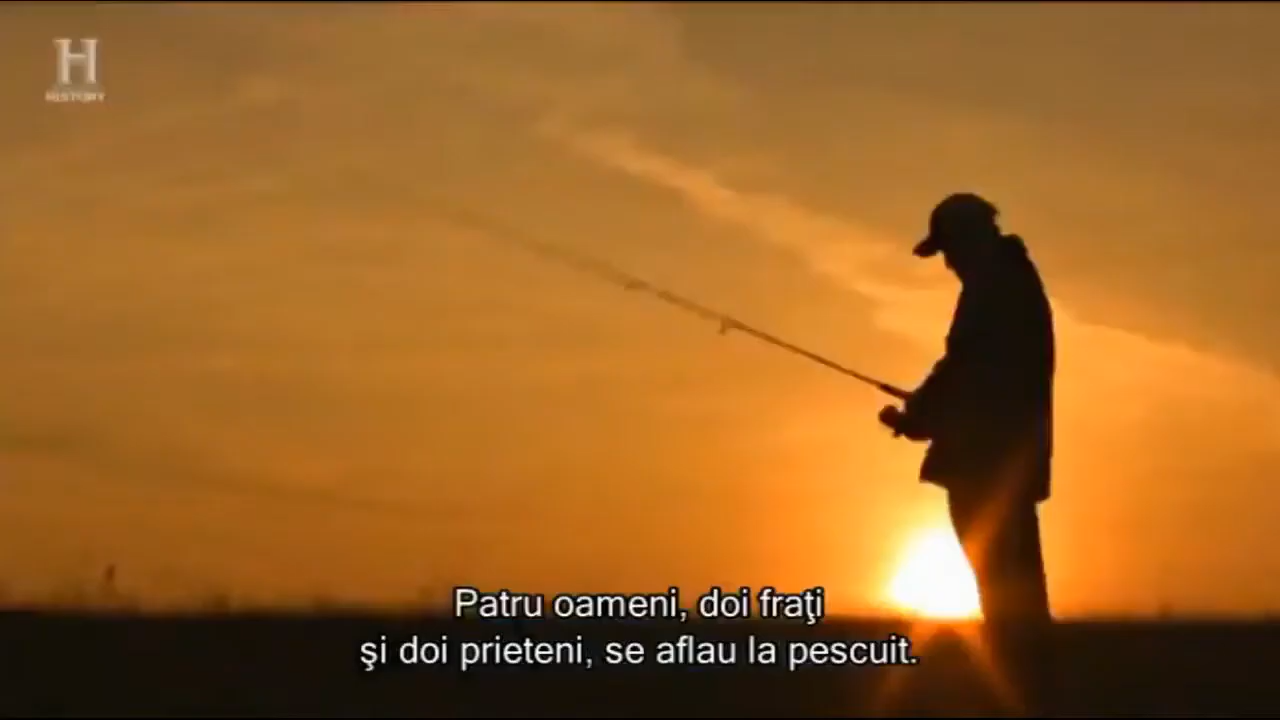 H
HISTORY
Patru oameni, doi fraţi
şi doi prieteni, se aflau la pescuit.